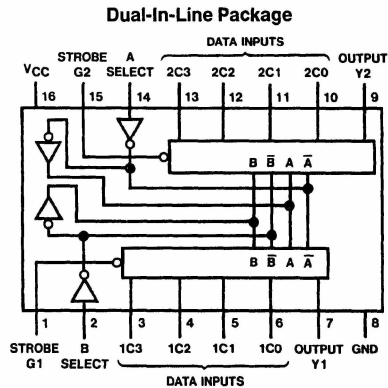 Dual-In-Line Package
DATA INPUTS
STROBE A OUTPUT
VCC G2 SELECT 2C3 2C2 2C1 2C0 Y2
16 15 14 13 12 11 10 9
B B̅ A A̅
B B̅ A A̅
1 2 3 4 5 6 7 8
STROBE B 1C3 1C2 1C1 1C0 OUTPUT GND
G1 SELECT Y1
DATA INPUTS